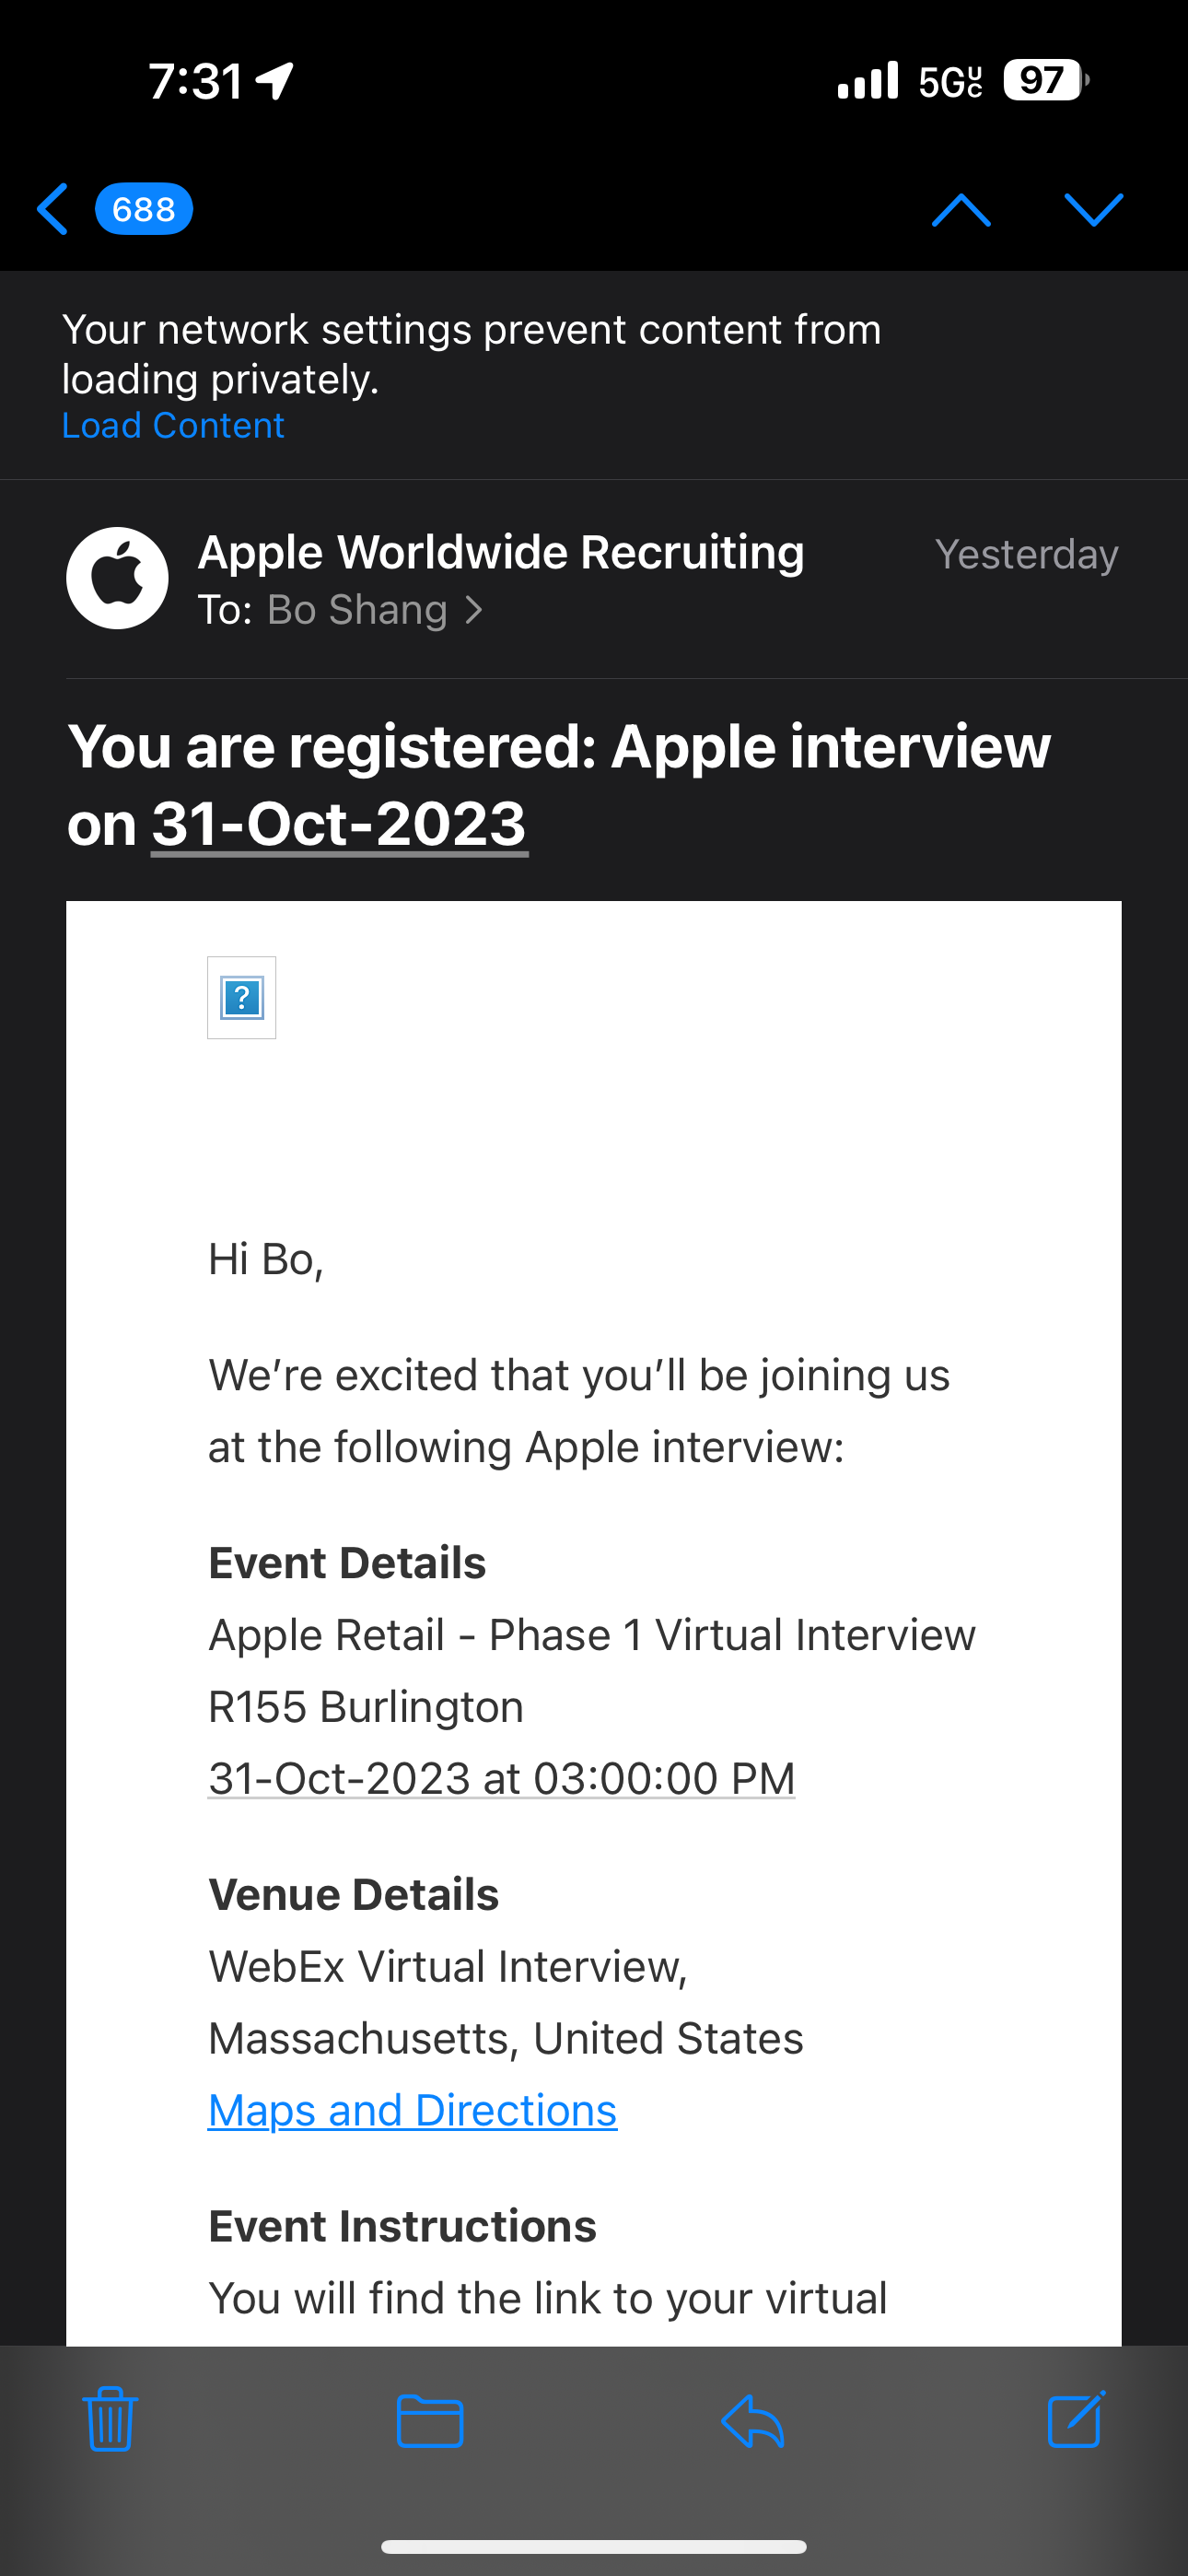 7:31
5G UC
97
688
Your network settings prevent content from
loading privately.
Load Content
Apple Worldwide Recruiting
Yesterday
To: Bo Shang
You are registered: Apple interview
on 31-Oct-2023
?
Hi Bo,
We’re excited that you’ll be joining us
at the following Apple interview:
Event Details
Apple Retail - Phase 1 Virtual Interview
R155 Burlington
31-Oct-2023 at 03:00:00 PM
Venue Details
WebEx Virtual Interview,
Massachusetts, United States
Maps and Directions
Event Instructions
You will find the link to your virtual